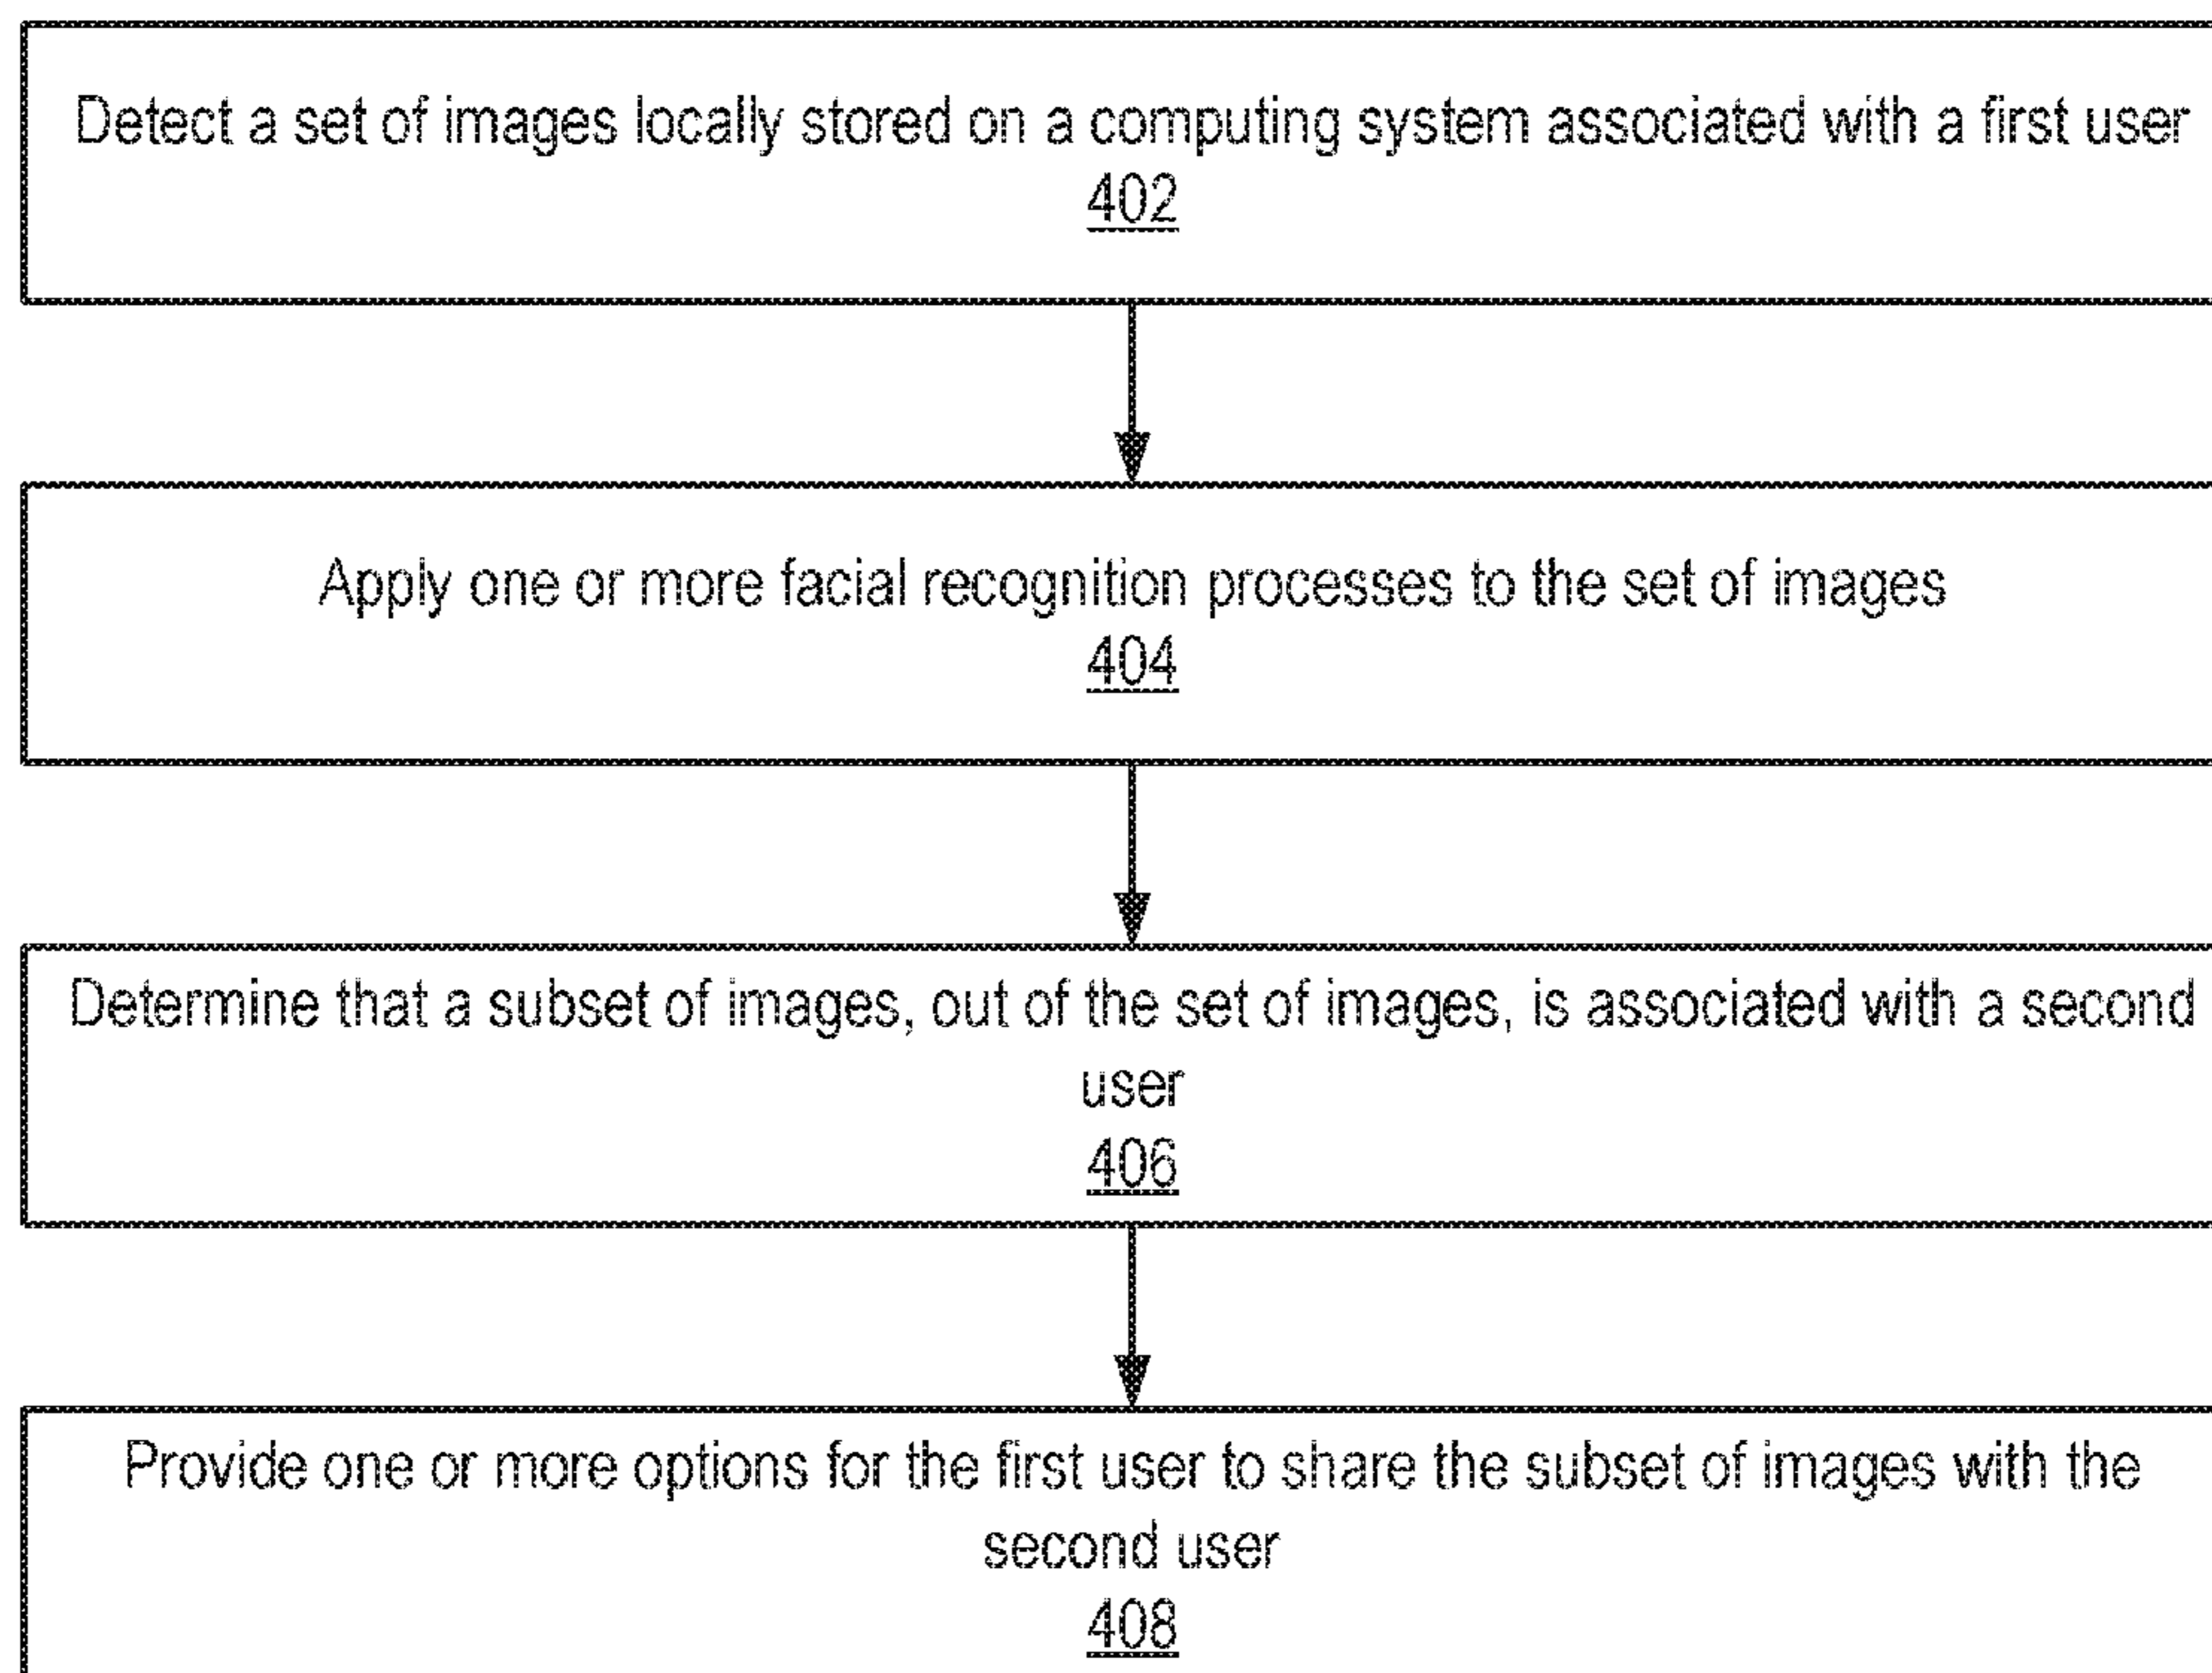 Detect a set of images locally stored on a computing system associated with a first user
402
Apply one or more facial recognition processes to the set of images
404
Determine that a subset of images, out of the set of images, is associated with a second
user
406
Provide one or more options for the first user to share the subset of images with the
second user
408